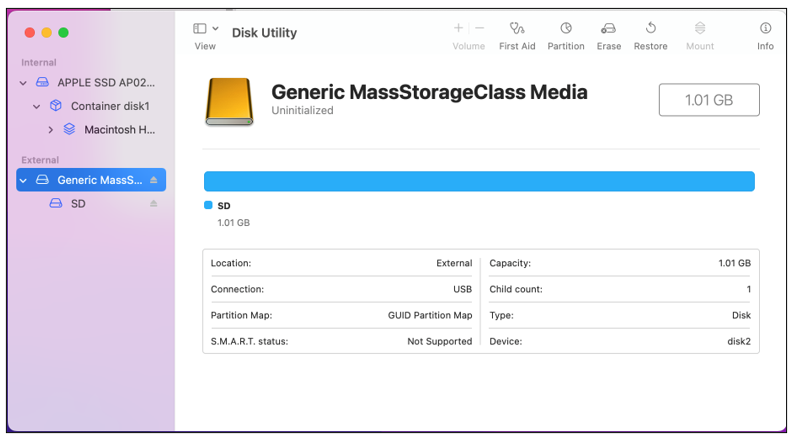 View
Disk Utility
Volume
First Aid
Partition
Erase
Restore
Mount
Info
Internal
APPLE SSD AP02...
Container disk1
Macintosh H...
External
Generic MassS...
SD
Generic MassStorageClass Media
Uninitialized
1.01 GB
SD
1.01 GB
Location: External
Capacity: 1.01 GB
Connection: USB
Child count: 1
Partition Map: GUID Partition Map
Type: Disk
S.M.A.R.T. status: Not Supported
Device: disk2